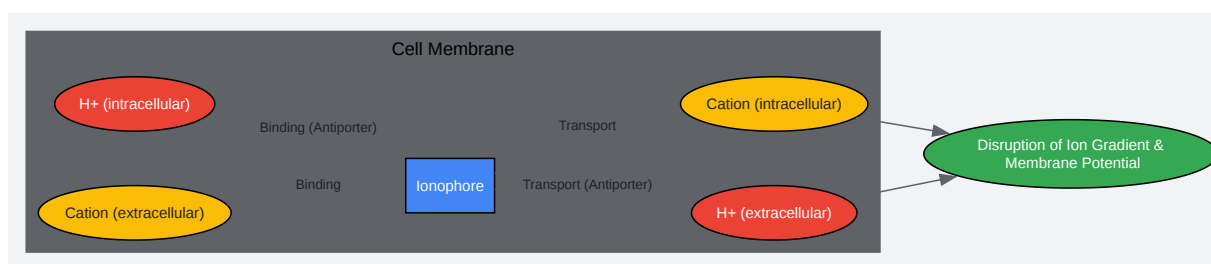 Cell Membrane
H+ (intracellular)
Binding (Antiporter)
Transport
Cation (intracellular)
Disruption of Ion Gradient &
Membrane Potential
Cation (extracellular)
Binding
Ionophore
Transport (Antiporter)
H+ (extracellular)